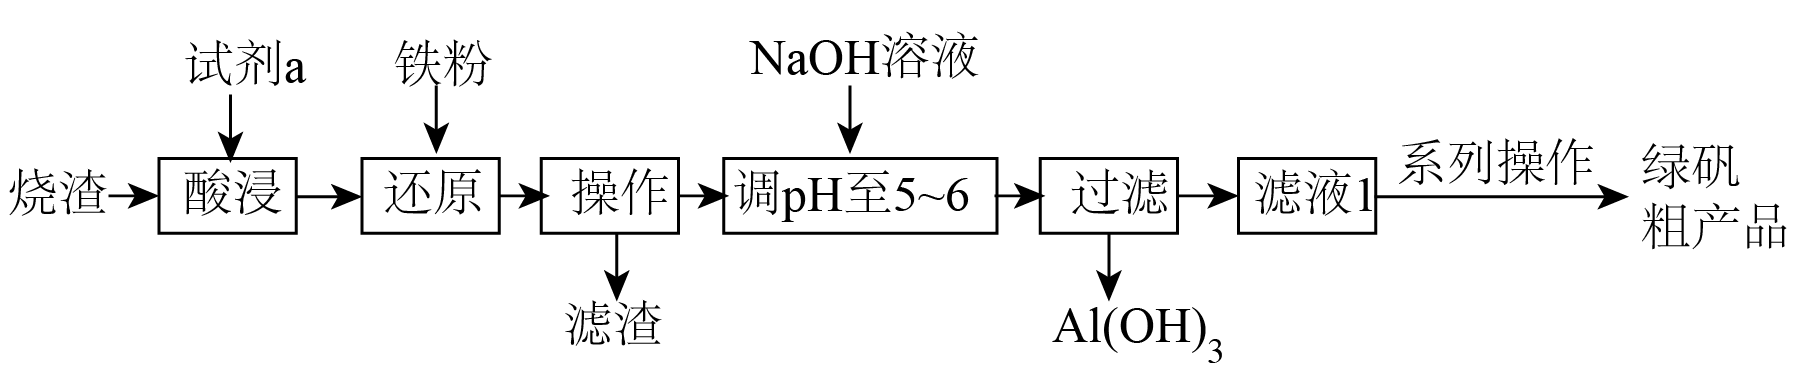 试剂a
铁粉
NaOH溶液
烧渣
酸浸
还原
操作
调pH至5~6
过滤
滤液1
系列操作
绿矾
粗产品
滤渣
Al(OH)₃